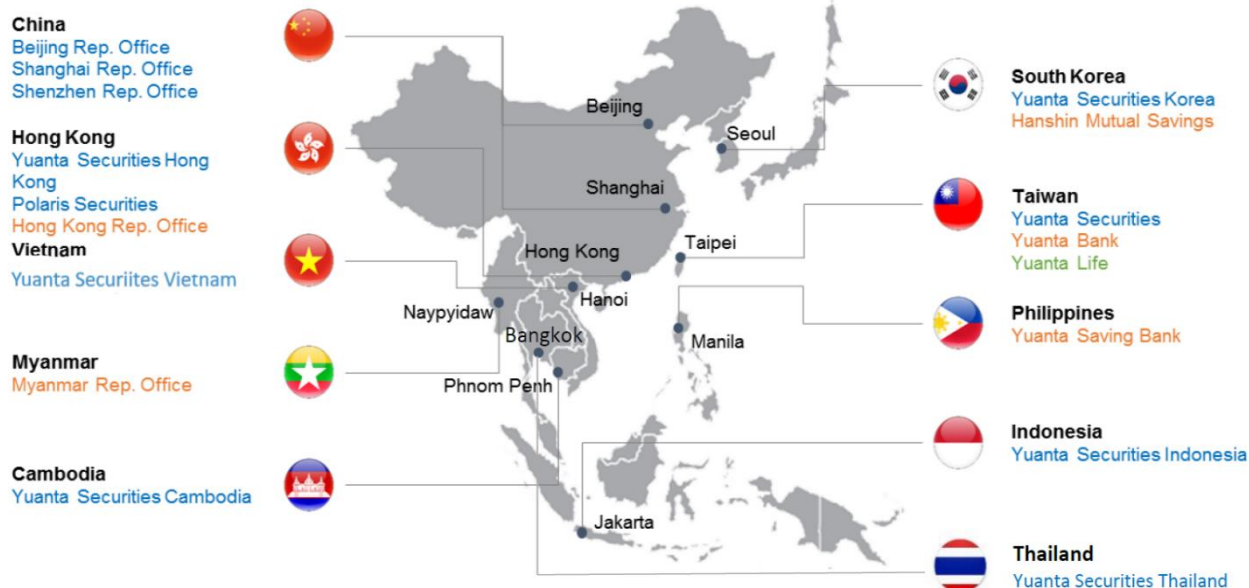 China
Beijing Rep. Office
Shanghai Rep. Office
Shenzhen Rep. Office
Hong Kong
Yuanta Securities Hong
Kong
Polaris Securities
Hong Kong Rep. Office
Vietnam
Yuanta Securiites Vietnam
Myanmar
Myanmar Rep. Office
Cambodia
Yuanta Securities Cambodia
Beijing
Seoul
Shanghai
Taipei
Hong Kong
Hanoi
Naypyidaw
Bangkok
Manila
Phnom Penh
Jakarta
South Korea
Yuanta Securities Korea
Hanshin Mutual Savings
Taiwan
Yuanta Securities
Yuanta Bank
Yuanta Life
Philippines
Yuanta Saving Bank
Indonesia
Yuanta Securities Indonesia
Thailand
Yuanta Securities Thailand